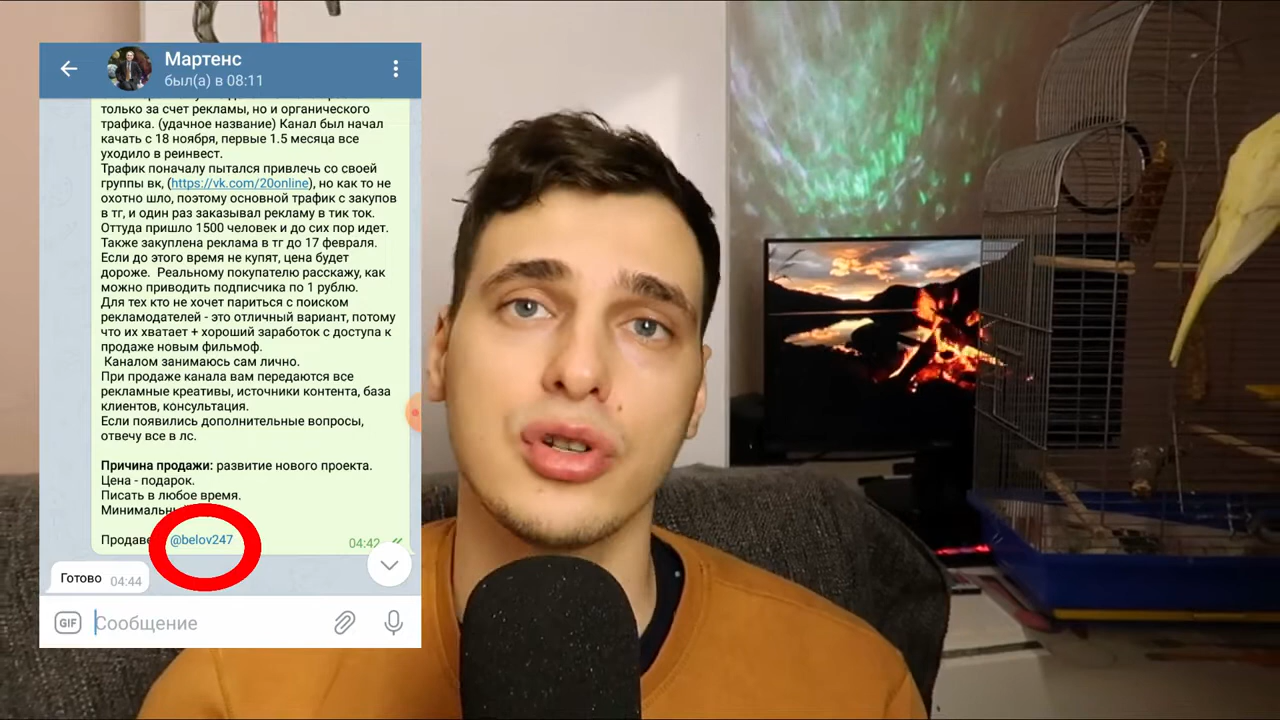 Мартенс
был(а) в 08:11
только за счет рекламы, но и органического
трафика. (удачное название) Канал был начал
качать с 18 ноября, первые 1.5 месяца все
уходило в реинвест.
Трафик поначалу пытался привлечь со своей
группы вк, (https://vk.com/20online), но как то не
охотно шло, поэтому основной трафик с закупов
в тг, и один раз заказывал рекламу в тик ток.
Оттуда пришло 1500 человек и до сих пор идет.
Также закуплена реклама в тг до 17 февраля.
Если до этого время не купят, цена будет
дороже. Реальному покупателю расскажу, как
можно приводить подписчика по 1 рублю.
Для тех кто не хочет париться с поиском
рекламодателей - это отличный вариант, потому
что их хватает + хороший заработок с доступа к
продаже новым фильмоф.
Каналом занимаюсь сам лично.
При продаже канала вам передаются все
рекламные креативы, источники контента, база
клиентов, консультация.
Если появились дополнительные вопросы,
отвечу все в лс.
Причина продажи: развитие нового проекта.
Цена - подарок.
Писать в любое время.
@belov247
04:42
Готово 04:44
GIF Сообщение